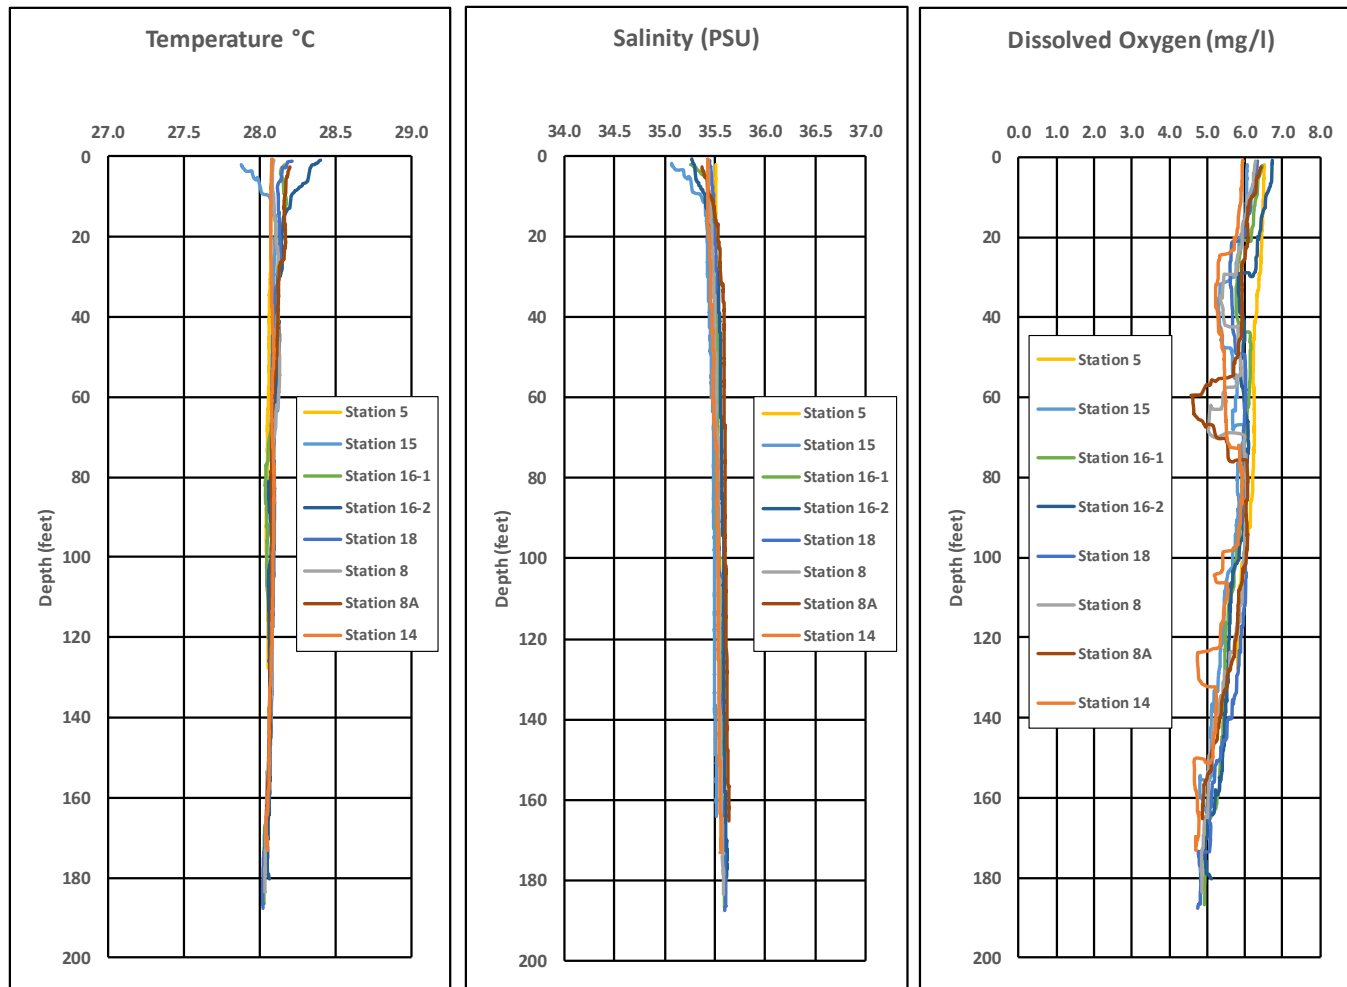 Temperature °C
27.0 27.5 28.0 28.5 29.0
0
20
40
60
80
100
120
140
160
180
200
Depth (feet)
Station 5
Station 15
Station 16-1
Station 16-2
Station 18
Station 8
Station 8A
Station 14
Salinity (PSU)
34.0 34.5 35.0 35.5 36.0 36.5 37.0
0
20
40
60
80
100
120
140
160
180
200
Depth (feet)
Station 5
Station 15
Station 16-1
Station 16-2
Station 18
Station 8
Station 8A
Station 14
Dissolved Oxygen (mg/l)
0.0 1.0 2.0 3.0 4.0 5.0 6.0 7.0 8.0
0
20
40
60
80
100
120
140
160
180
200
Depth (feet)
Station 5
Station 15
Station 16-1
Station 16-2
Station 18
Station 8
Station 8A
Station 14